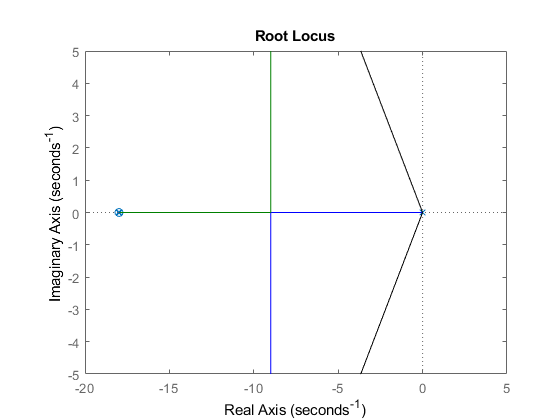 Root Locus
Imaginary Axis (seconds⁻¹)
5
4
3
2
1
0
-1
-2
-3
-4
-5
-20 -15 -10 -5 0 5
Real Axis (seconds⁻¹)